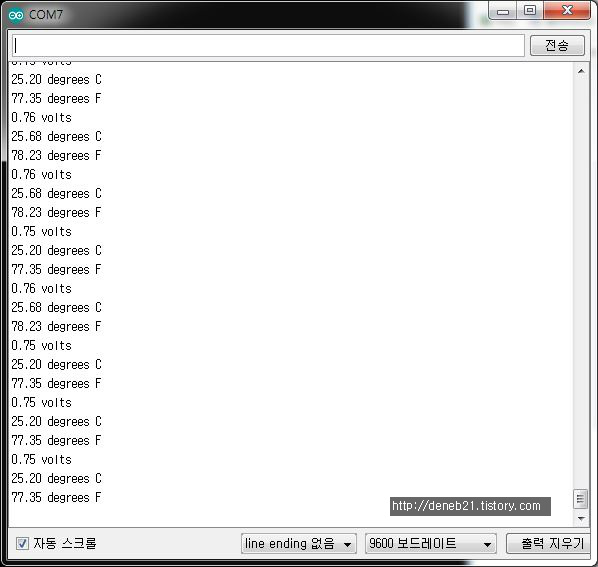 COM7
전송
volts
25.20 degrees C
77.35 degrees F
0.76 volts
25.68 degrees C
78.23 degrees F
0.76 volts
25.68 degrees C
78.23 degrees F
0.75 volts
25.20 degrees C
77.35 degrees F
0.76 volts
25.68 degrees C
78.23 degrees F
0.75 volts
25.20 degrees C
77.35 degrees F
0.75 volts
25.20 degrees C
77.35 degrees F
0.75 volts
25.20 degrees C
77.35 degrees F
http://deneb21.tistory.com
자동 스크롤
line ending 없음
9600 보드레이트
출력 지우기